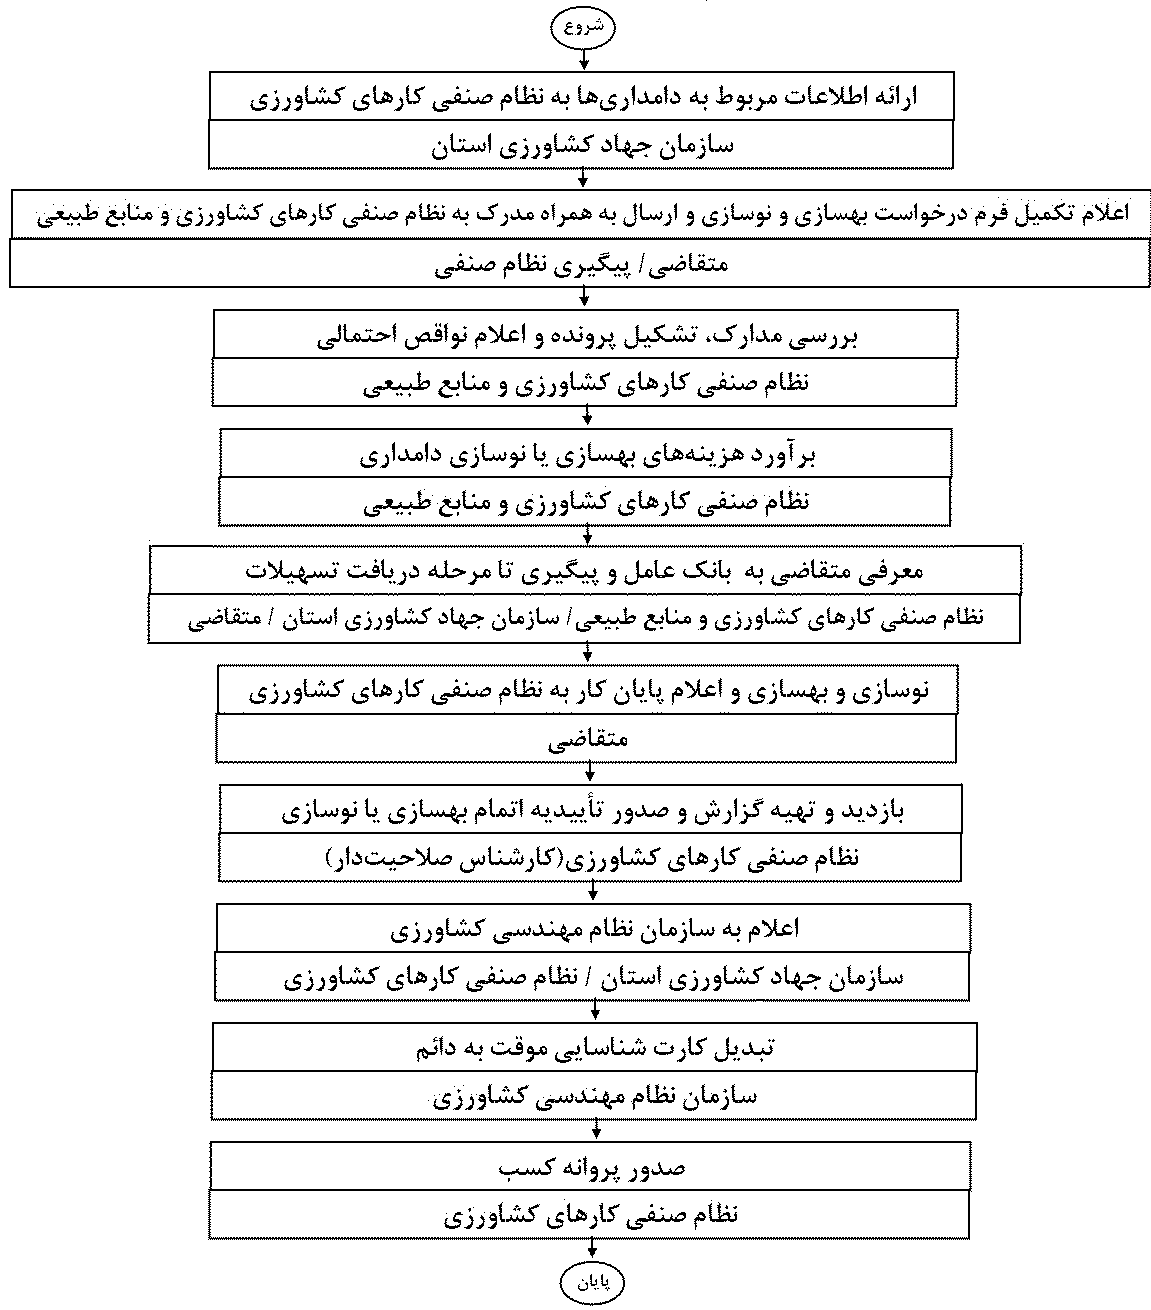 شروع
ارائه اطلاعات مربوط به دامداری‌ها به نظام صنفی کارهای کشاورزی
سازمان جهاد کشاورزی استان
اعلام تکمیل فرم درخواست بهسازی و نوسازی و ارسال به همراه مدرک به نظام صنفی کارهای کشاورزی و منابع طبیعی
متقاضی/ پیگیری نظام صنفی
بررسی مدارک، تشکیل پرونده و اعلام نواقص احتمالی
نظام صنفی کارهای کشاورزی و منابع طبیعی
برآورد هزینه‌های بهسازی یا نوسازی دامداری
نظام صنفی کارهای کشاورزی و منابع طبیعی
معرفی متقاضی به بانک عامل و پیگیری تا مرحله دریافت تسهیلات
نظام صنفی کارهای کشاورزی و منابع طبیعی/ سازمان جهاد کشاورزی استان / متقاضی
نوسازی و بهسازی و اعلام پایان کار به نظام صنفی کارهای کشاورزی
متقاضی
بازدید و تهیه گزارش و صدور تأییدیه اتمام بهسازی یا نوسازی
نظام صنفی کارهای کشاورزی(کارشناس صلاحیت‌دار)
اعلام به سازمان نظام مهندسی کشاورزی
سازمان جهاد کشاورزی استان / نظام صنفی کارهای کشاورزی
تبدیل کارت شناسایی موقت به دائم
سازمان نظام مهندسی کشاورزی
صدور پروانه کسب
نظام صنفی کارهای کشاورزی
پایان